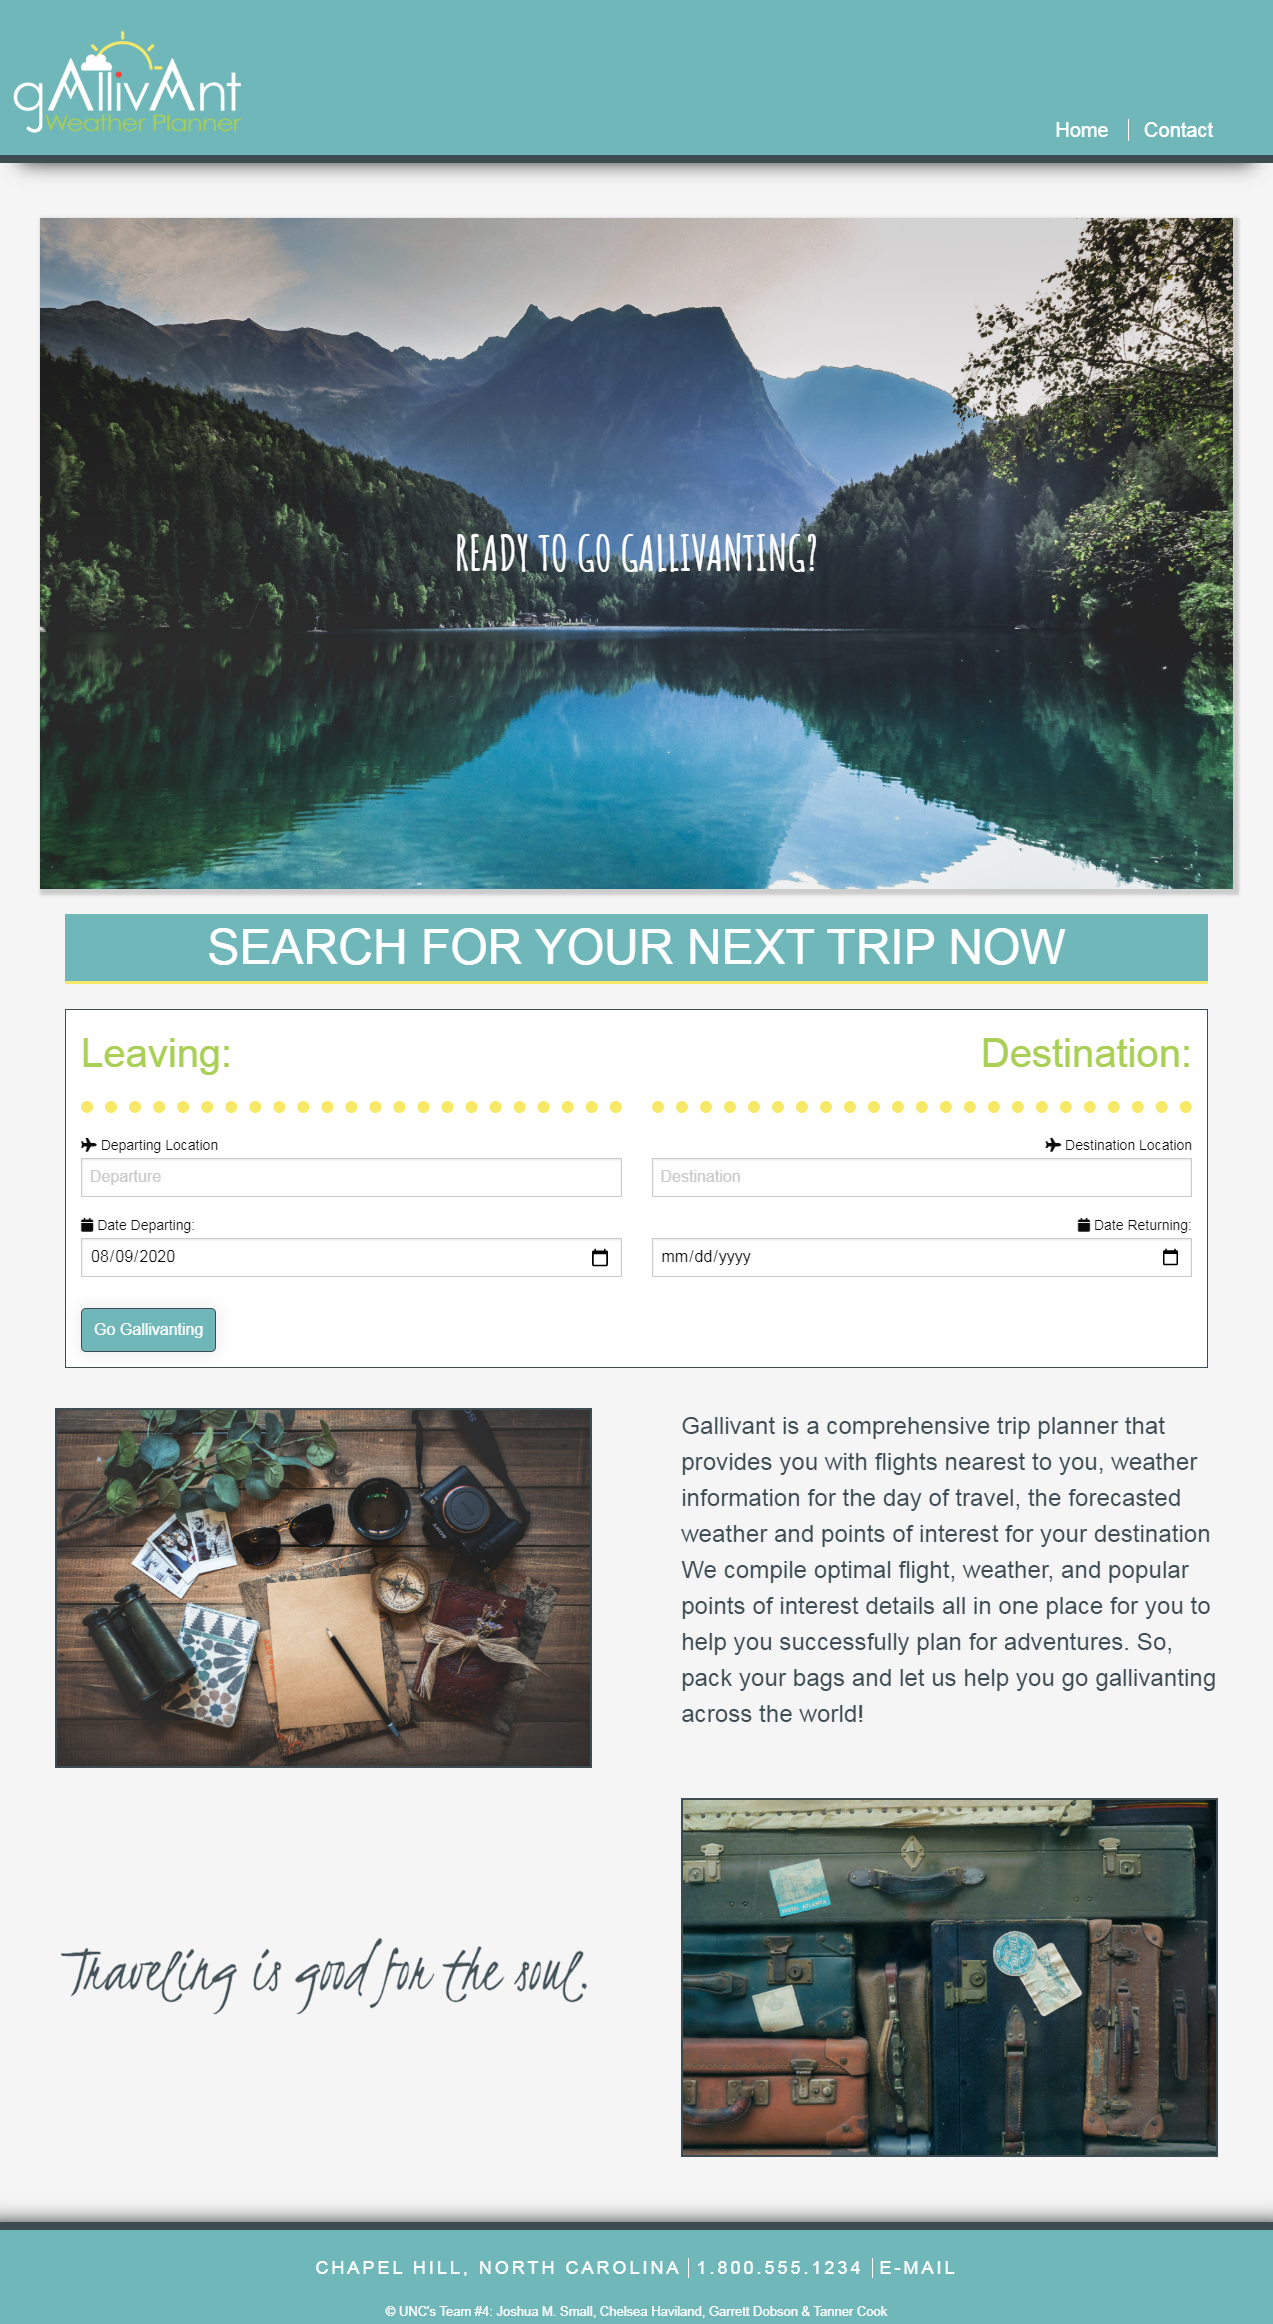 gAllivAnt
Weather Planner
Home
Contact
READY TO GO GALLIVANTING?
SEARCH FOR YOUR NEXT TRIP NOW
Leaving:
Destination:
Departing Location
Destination Location
Departure
Destination
Date Departing:
Date Returning:
08/09/2020
mm/dd/yyyy
Go Gallivanting
Gallivant is a comprehensive trip planner that
provides you with flights nearest to you, weather
information for the day of travel, the forecasted
weather and points of interest for your destination
We compile optimal flight, weather, and popular
points of interest details all in one place for you to
help you successfully plan for adventures. So,
pack your bags and let us help you go gallivanting
across the world!
SONY
HOTEL ATLANTA
Traveling is good for the soul.
CHAPEL HILL, NORTH CAROLINA
1.800.555.1234
E-MAIL
© UNC's Team #4: Joshua M. Small, Chelsea Haviland, Garrett Dobson & Tanner Cook